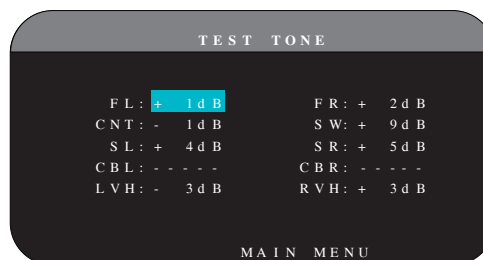 TEST TONE
FL: + 1dB FR: + 2dB
CNT: - 1dB SW: + 9dB
SL: + 4dB SR: + 5dB
CBL: ----- CBR: -----
LVH: - 3dB RVH: + 3dB
MAIN MENU